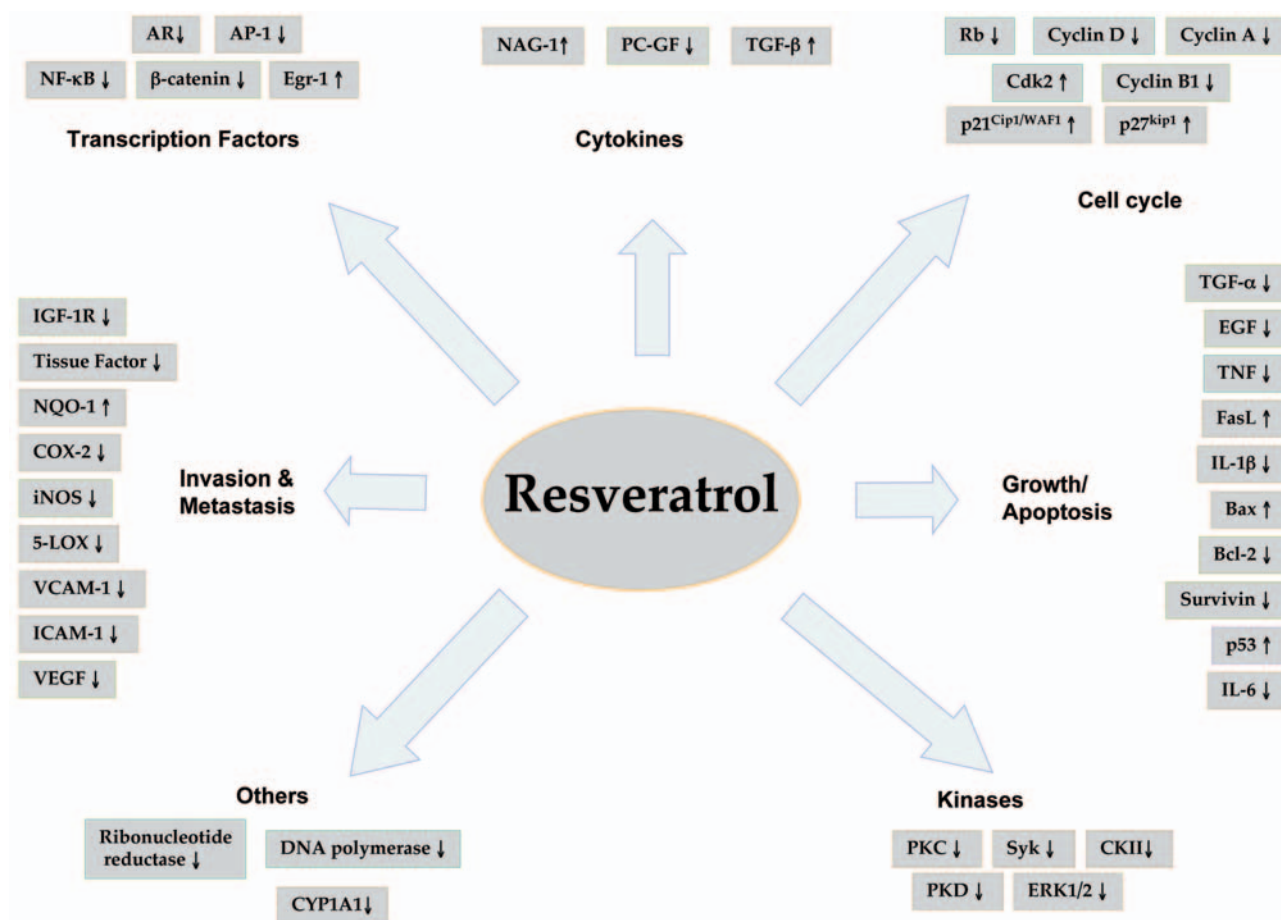 AR↓ AP-1 ↓
NF-κB ↓ β-catenin ↓ Egr-1 ↑
Transcription Factors
NAG-1↑ PC-GF ↓ TGF-β ↑
Cytokines
Rb ↓ Cyclin D ↓ Cyclin A ↓
Cdk2 ↑ Cyclin B1 ↓
p21Cip1/WAF1 ↑ p27kip1 ↑
Cell cycle
IGF-1R ↓
Tissue Factor ↓
NQO-1 ↑
COX-2 ↓
iNOS ↓
5-LOX ↓
VCAM-1 ↓
ICAM-1 ↓
VEGF ↓
Invasion &
Metastasis
Resveratrol
Growth/
Apoptosis
TGF-α ↓
EGF ↓
TNF ↓
FasL ↑
IL-1β ↓
Bax ↑
Bcl-2 ↓
Survivin ↓
p53 ↑
IL-6 ↓
Others
Ribonucleotide
reductase ↓
DNA polymerase ↓
CYP1A1↓
Kinases
PKC ↓ Syk ↓ CKII↓
PKD ↓ ERK1/2 ↓